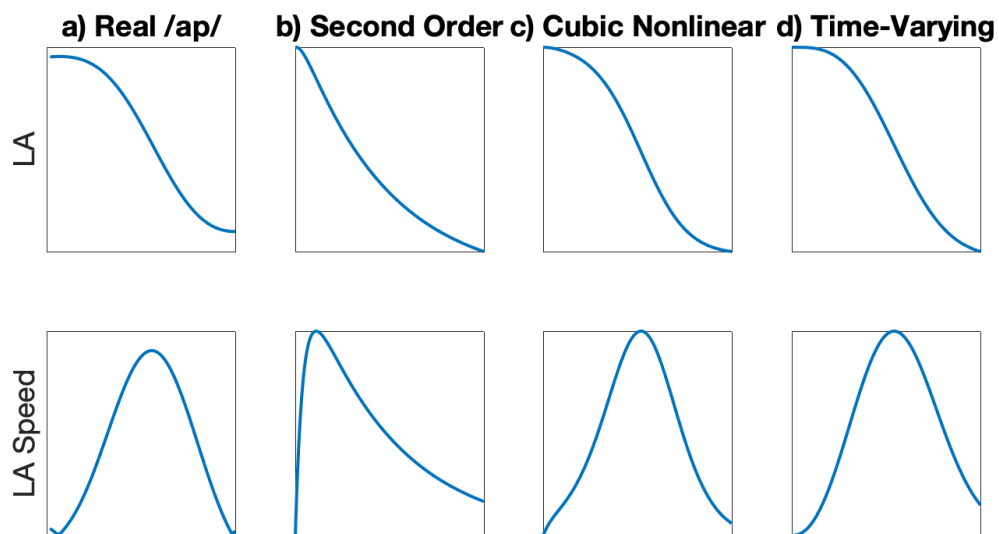 a) Real /ap/
b) Second Order
c) Cubic Nonlinear
d) Time-Varying
LA
LA Speed